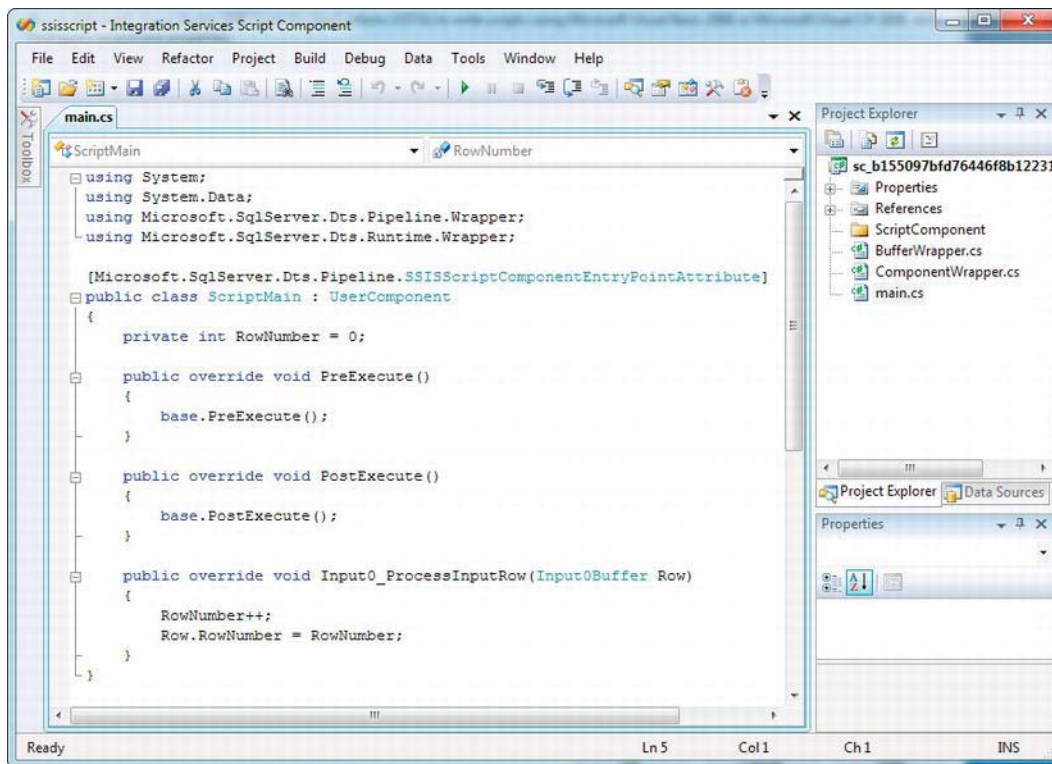 ssisscript - Integration Services Script Component
File Edit View Refactor Project Build Debug Data Tools Window Help
Toolbox
main.cs
ScriptMain
RowNumber
using System;
using System.Data;
using Microsoft.SqlServer.Dts.Pipeline.Wrapper;
using Microsoft.SqlServer.Dts.Runtime.Wrapper;
[Microsoft.SqlServer.Dts.Pipeline.SSISScriptComponentEntryPointAttribute]
public class ScriptMain : UserComponent
{
private int RowNumber = 0;
public override void PreExecute()
{
base.PreExecute();
}
public override void PostExecute()
{
base.PostExecute();
}
public override void Input0_ProcessInputRow(Input0Buffer Row)
{
RowNumber++;
Row.RowNumber = RowNumber;
}
}
Project Explorer
sc_b155097bfd76446f8b12231
Properties
References
ScriptComponent
BufferWrapper.cs
ComponentWrapper.cs
main.cs
Project Explorer Data Sources
Properties
Ready Ln 5 Col 1 Ch 1 INS